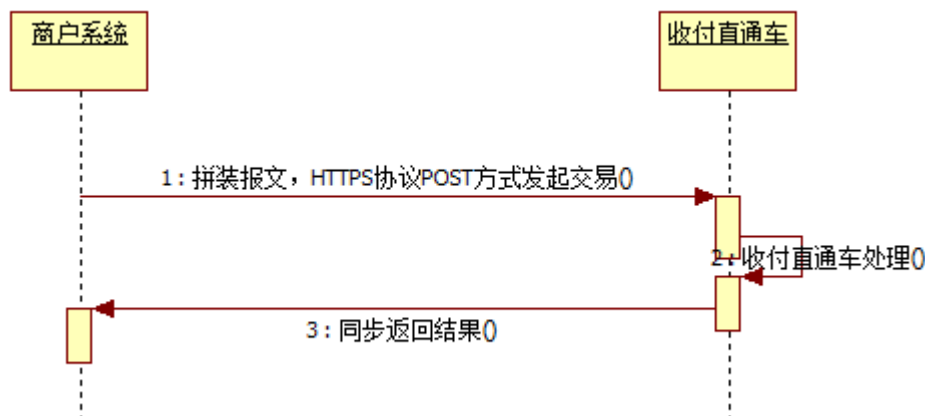 商户系统
收付直通车
1：拼装报文，HTTPS协议POST方式发起交易()
2：收付直通车处理()
3：同步返回结果()